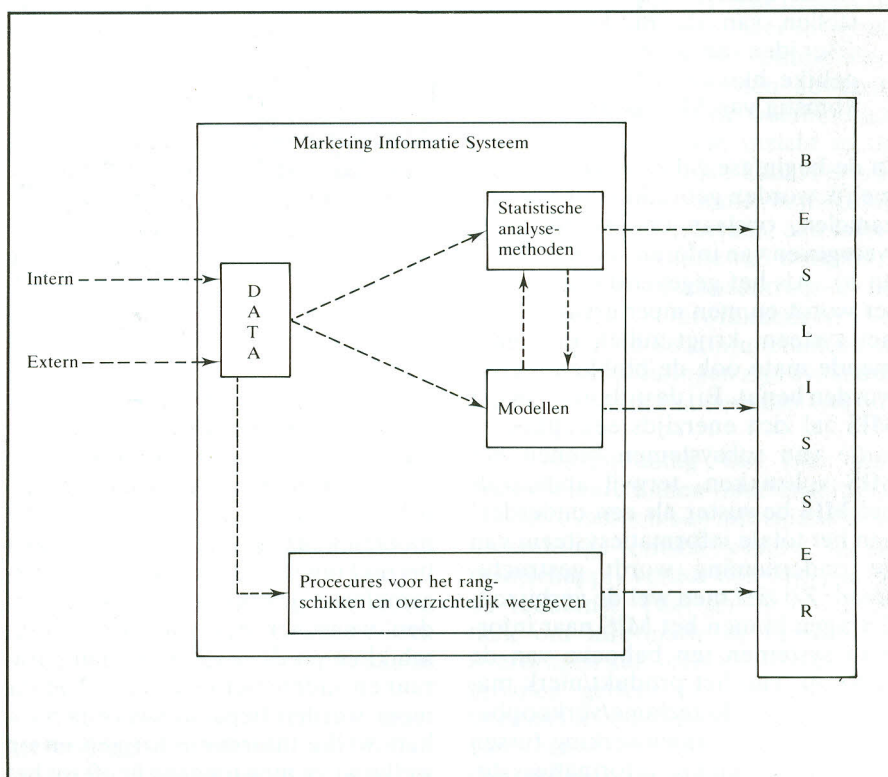 Marketing Informatie Systeem
Statistische
analyse-
methoden
Intern
Extern
D
A
T
A
Modellen
Procecures voor het rang-
schikken en overzichtelijk weergeven
B
E
S
L
I
S
S
E
R